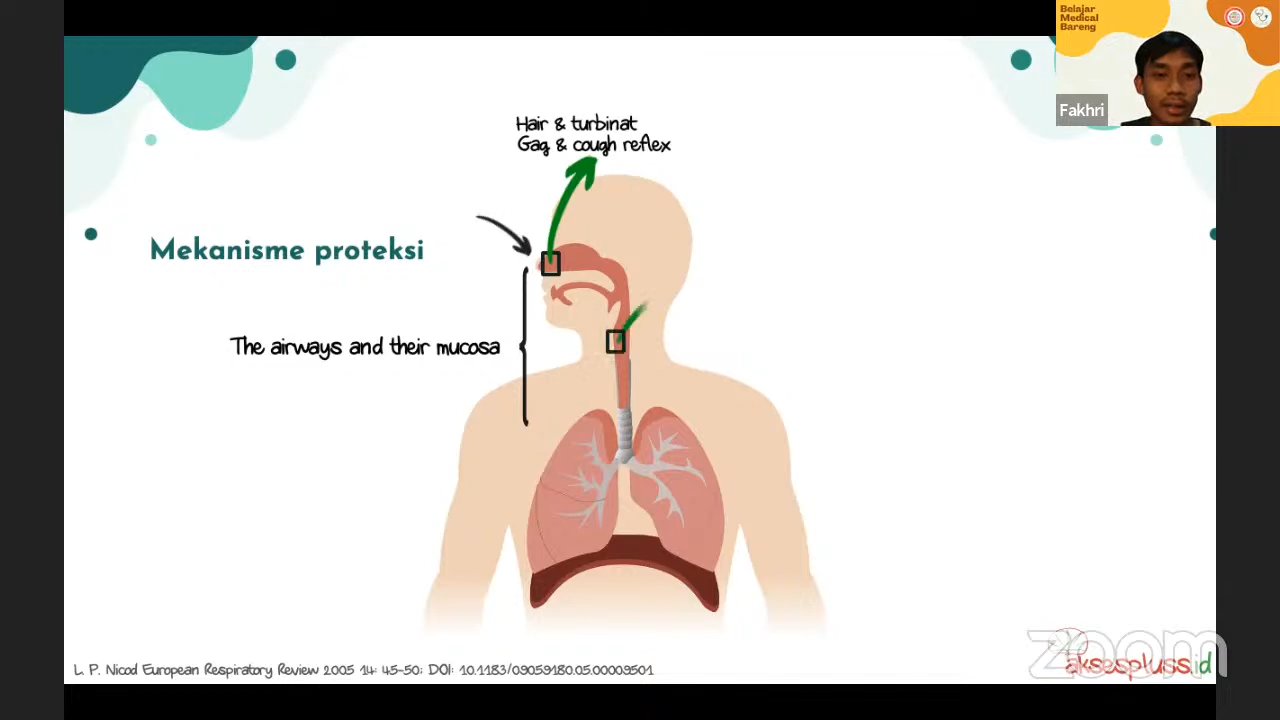 Belajar
Medical
Bareng
Fakhri
Hair & turbinat
Gag & cough reflex
Mekanisme proteksi
The airways and their mucosa
L. P. Nicod European Respiratory Review 2005 14: 45-50; DOI: 10.1183/09059180.05.00009501
zoom
aksespluss.id